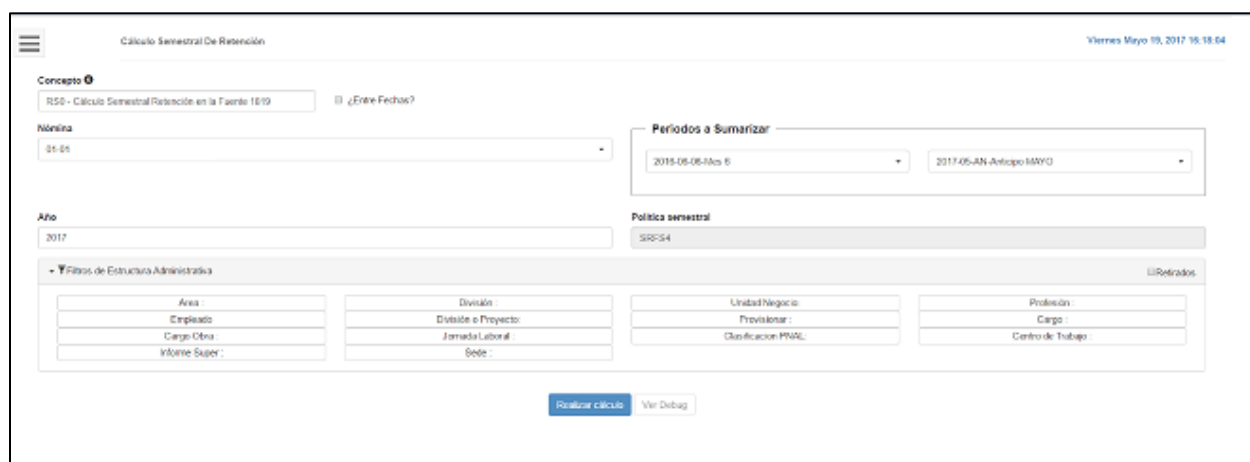 Cálculo Semestral De Retención
Viernes Mayo 19, 2017 16:18:04
Concepto
RS0 - Cálculo Semestral Retención en la Fuente 1819
¿Entre Fechas?
Nómina
01-01
Periodos a Sumarizar
2016-06-06-Mes 6
2017-05-AN-Anticipo MAYO
Año
2017
Política semestral
SRFS4
Filtros de Estructura Administrativa
Retirados
Área :
División :
Unidad Negocio:
Profesión :
Empleado
División o Proyecto:
Provisionar :
Cargo :
Cargo Obra :
Jornada Laboral :
Clasificacion PNAL:
Centro de Trabajo :
Informe Super :
Sede :
Realizar cálculo
Ver Debug